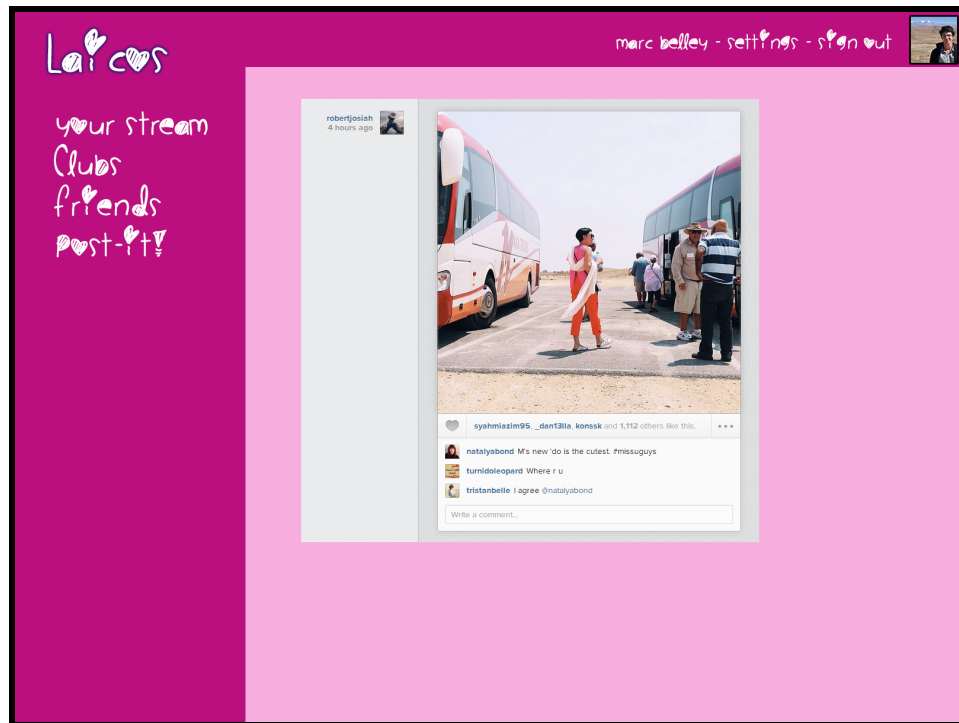 Laicos
marc belley - settings - sign out
your stream
Clubs
friends
post-it!
robertjosiah
4 hours ago
syahmiazim95, _dan13lla, konssk and 1,112 others like this.
natalyabond M's new 'do is the cutest. #missuguys
turnidoleopard Where r u
tristanbelle I agree @natalyabond
Write a comment...